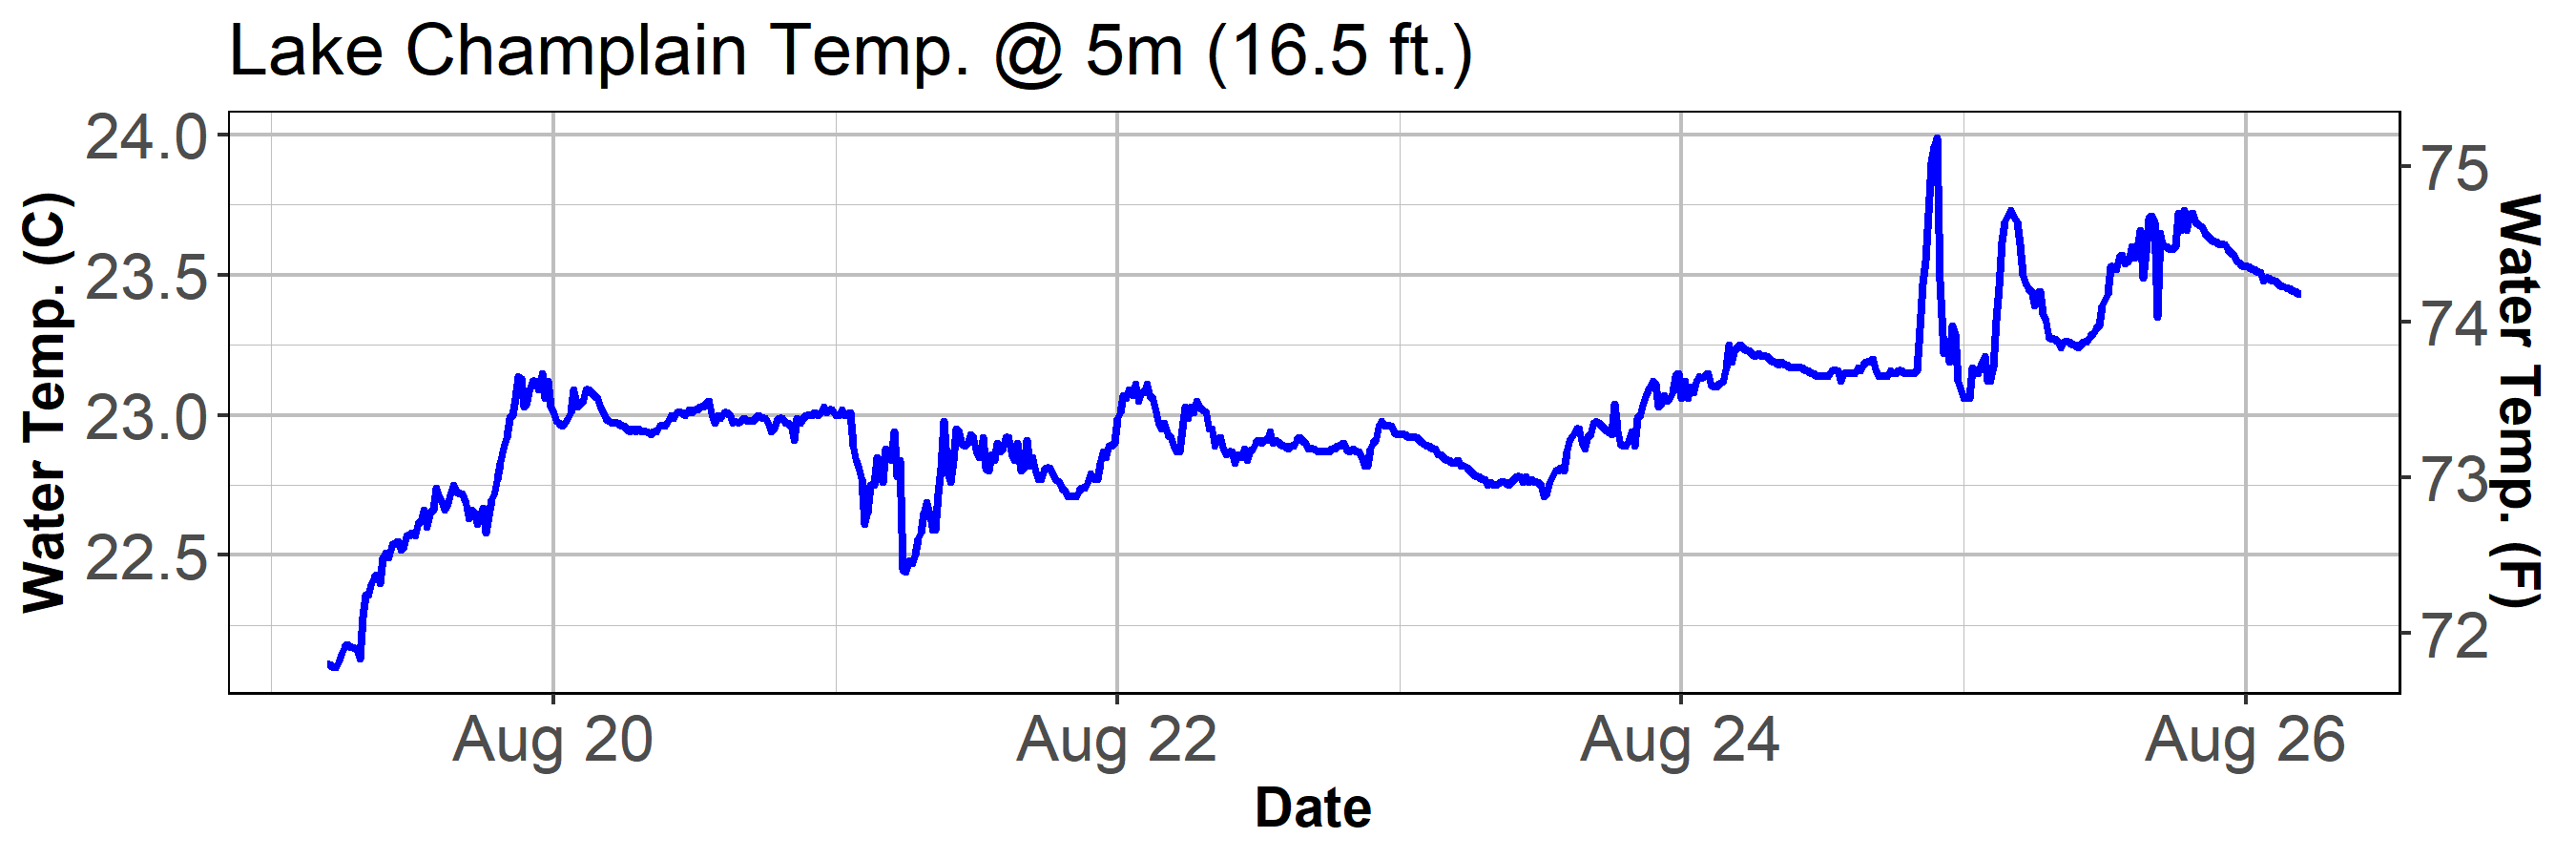 Lake Champlain Temp. @ 5m (16.5 ft.)
Water Temp. (C)
24.0
23.5
23.0
22.5
75
74
73
72
Water Temp. (F)
Aug 20 Aug 22 Aug 24 Aug 26
Date